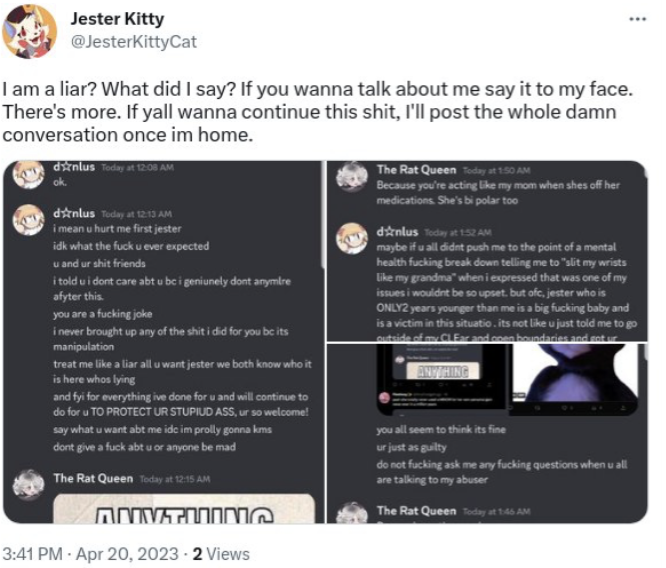 Jester Kitty
@JesterKittyCat
I am a liar? What did I say? If you wanna talk about me say it to my face.
There's more. If yall wanna continue this shit, I'll post the whole damn
conversation once im home.
d☆nlus Today at 12:08 AM
ok.
d☆nlus Today at 12:13 AM
i mean u hurt me first jester
idk what the fuck u ever expected
u and ur shit friends
i told u i dont care abt u bc i geniunely dont anymlre
afyter this.
you are a fucking joke
i never brought up any of the shit i did for you bc its
manipulation
treat me like a liar all u want jester we both know who it
is here whos lying
and fyi for everything ive done for u and will continue to
do for u TO PROTECT UR STUPIUD ASS, ur so welcome!
say what u want abt me idc im prolly gonna kms
dont give a fuck abt u or anyone be mad
The Rat Queen Today at 12:15 AM
ANYTHING
The Rat Queen Today at 1:50 AM
Because you're acting like my mom when shes off her
medications. She's bi polar too
d☆nlus Today at 1:52 AM
maybe if u all didnt push me to the point of a mental
health fucking break down telling me to "slit my wrists
like my grandma" when i expressed that was one of my
issues i wouldnt be so upset. but ofc, jester who is
ONLY2 years younger than me is a big fucking baby and
is a victim in this situatio . its not like u just told me to go
outside of my CLEar and open boundaries and got ur
ANYTHING
you all seem to think its fine
ur just as guilty
do not fucking ask me any fucking questions when u all
are talking to my abuser
The Rat Queen Today at 1:46 AM
3:41 PM · Apr 20, 2023 · 2 Views